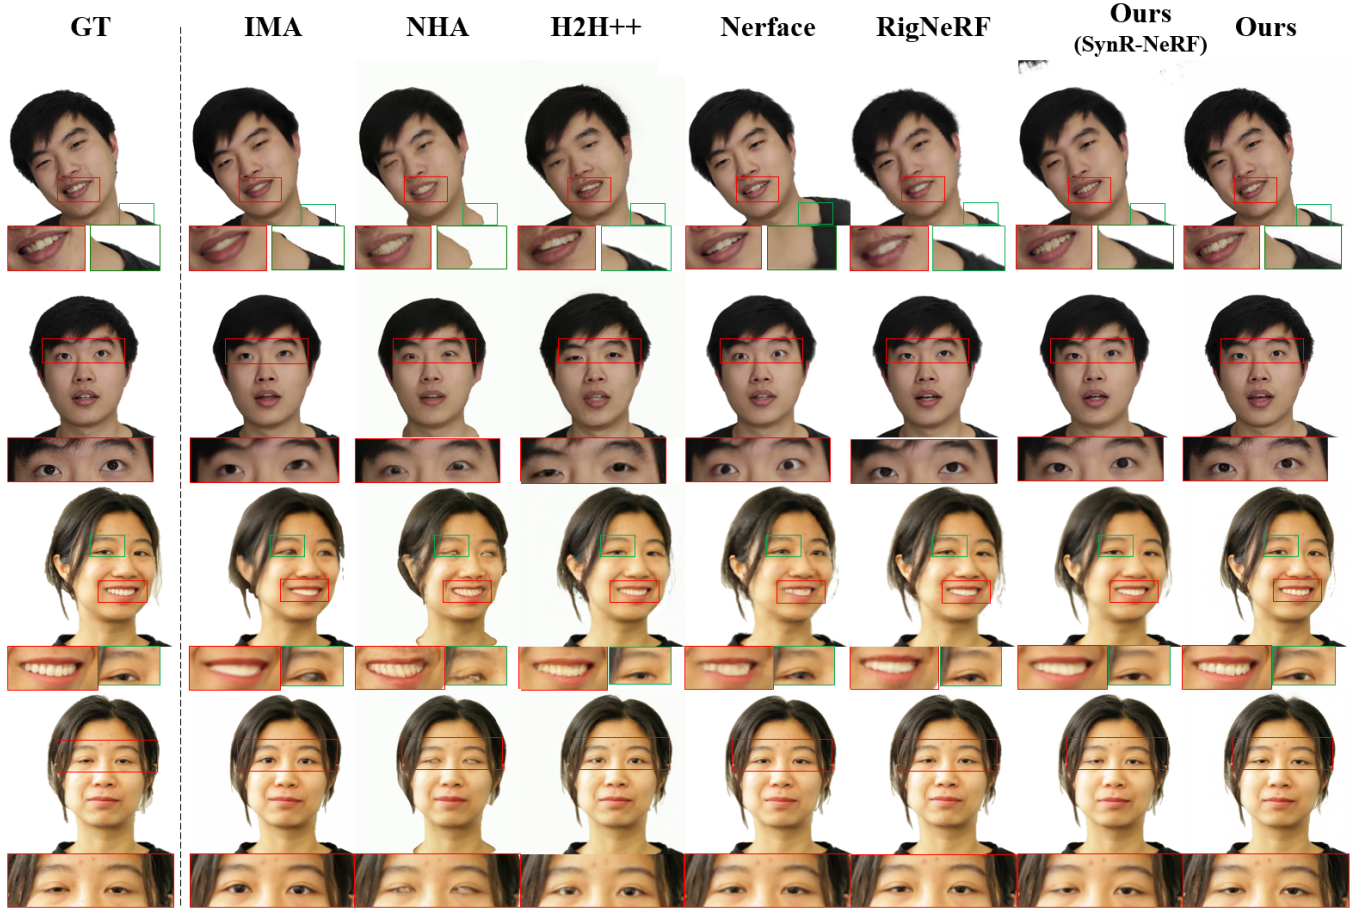 GT
IMA
NHA
H2H++
Nerface
RigNeRF
Ours
(SynR-NeRF)
Ours